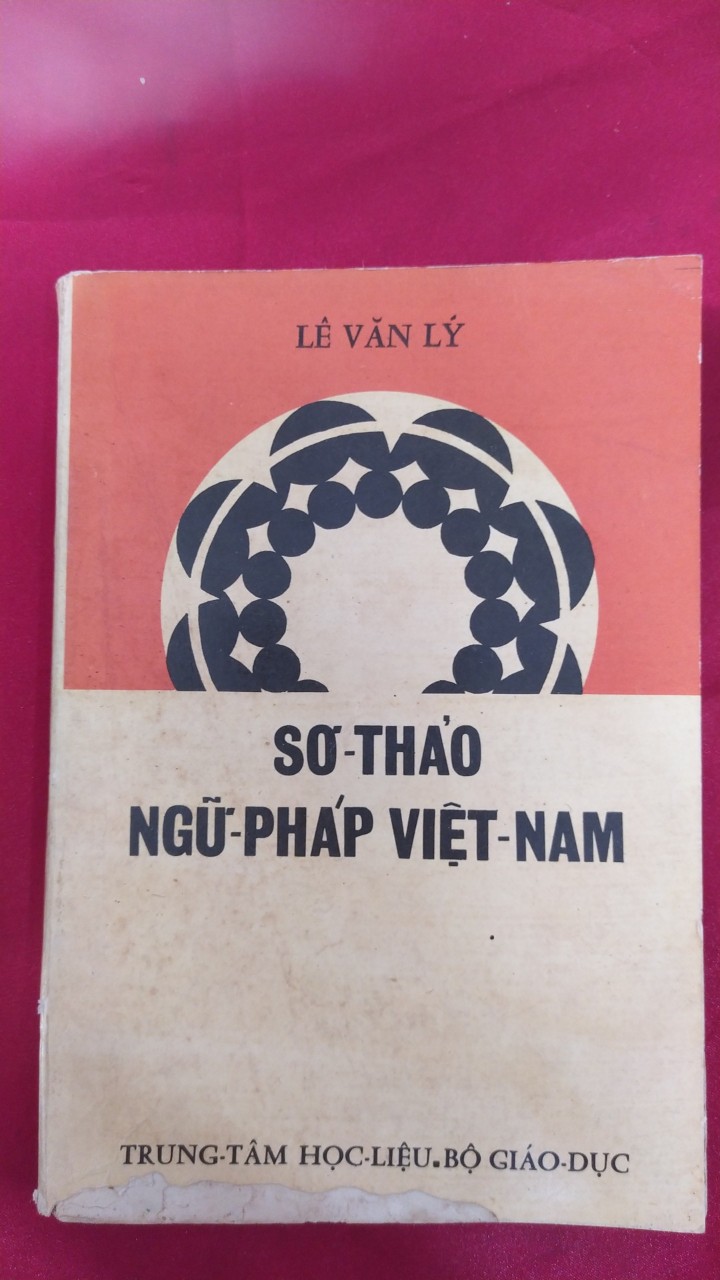 LÊ VĂN LÝ
SƠ-THẢO
NGỮ-PHÁP VIỆT-NAM
TRUNG-TÂM HỌC-LIỆU.BỘ GIÁO-DỤC